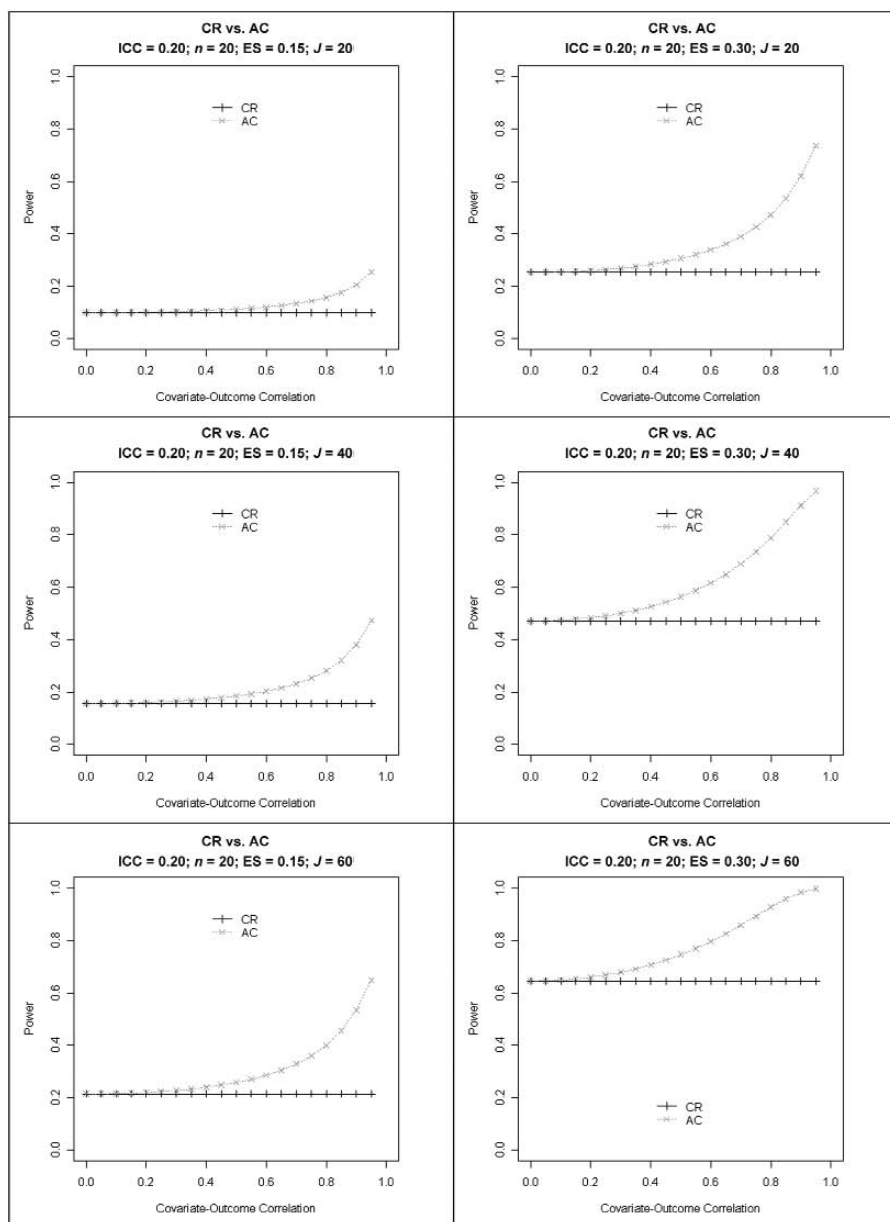 CR vs. AC
ICC = 0.20; n = 20; ES = 0.15; J = 20
CR
AC
Power
0.0 0.2 0.4 0.6 0.8 1.0
0.0 0.2 0.4 0.6 0.8 1.0
Covariate-Outcome Correlation
CR vs. AC
ICC = 0.20; n = 20; ES = 0.30; J = 20
CR
AC
Power
0.0 0.2 0.4 0.6 0.8 1.0
0.0 0.2 0.4 0.6 0.8 1.0
Covariate-Outcome Correlation
CR vs. AC
ICC = 0.20; n = 20; ES = 0.15; J = 40
CR
AC
Power
0.0 0.2 0.4 0.6 0.8 1.0
0.0 0.2 0.4 0.6 0.8 1.0
Covariate-Outcome Correlation
CR vs. AC
ICC = 0.20; n = 20; ES = 0.30; J = 40
CR
AC
Power
0.0 0.2 0.4 0.6 0.8 1.0
0.0 0.2 0.4 0.6 0.8 1.0
Covariate-Outcome Correlation
CR vs. AC
ICC = 0.20; n = 20; ES = 0.15; J = 60
CR
AC
Power
0.0 0.2 0.4 0.6 0.8 1.0
0.0 0.2 0.4 0.6 0.8 1.0
Covariate-Outcome Correlation
CR vs. AC
ICC = 0.20; n = 20; ES = 0.30; J = 60
CR
AC
Power
0.0 0.2 0.4 0.6 0.8 1.0
0.0 0.2 0.4 0.6 0.8 1.0
Covariate-Outcome Correlation